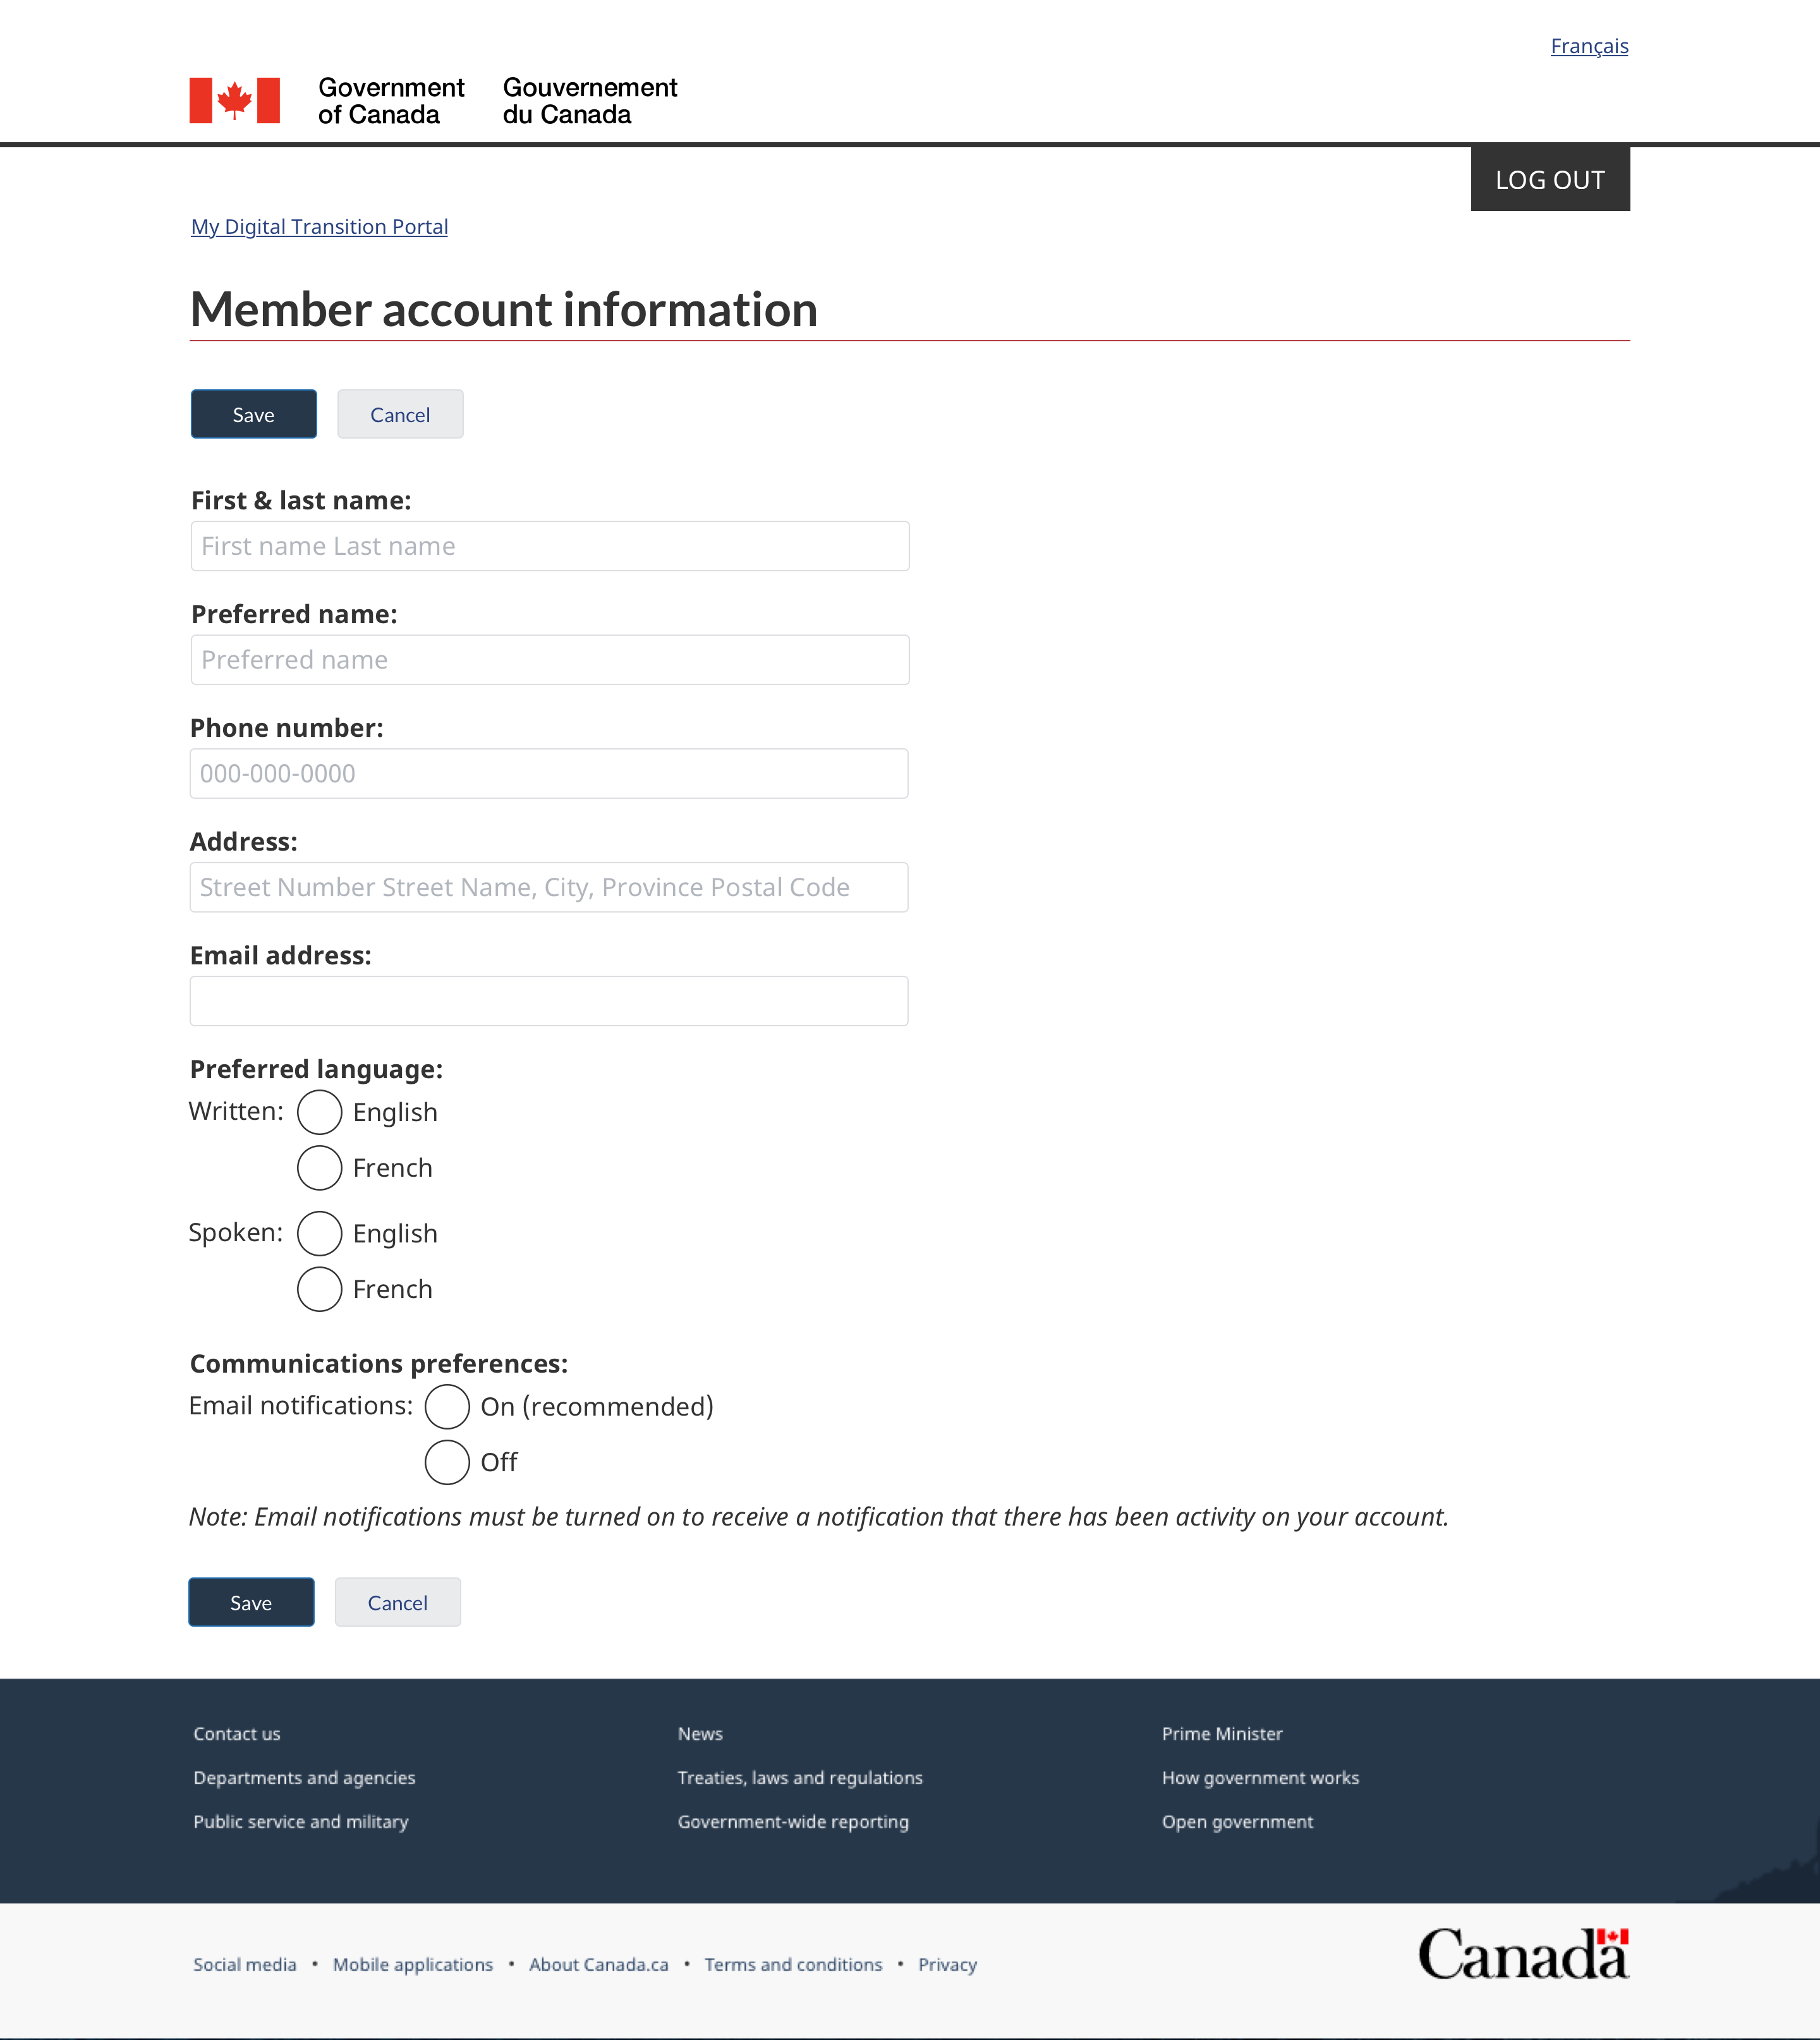 Français
Government
of Canada
Gouvernement
du Canada
LOG OUT
My Digital Transition Portal
Member account information
Save Cancel
First & last name:
First name Last name
Preferred name:
Preferred name
Phone number:
000-000-0000
Address:
Street Number Street Name, City, Province Postal Code
Email address:
Preferred language:
Written: English
French
Spoken: English
French
Communications preferences:
Email notifications: On (recommended)
Off
Note: Email notifications must be turned on to receive a notification that there has been activity on your account.
Save Cancel
Contact us News Prime Minister
Departments and agencies Treaties, laws and regulations How government works
Public service and military Government-wide reporting Open government
Social media • Mobile applications • About Canada.ca • Terms and conditions • Privacy
Canada